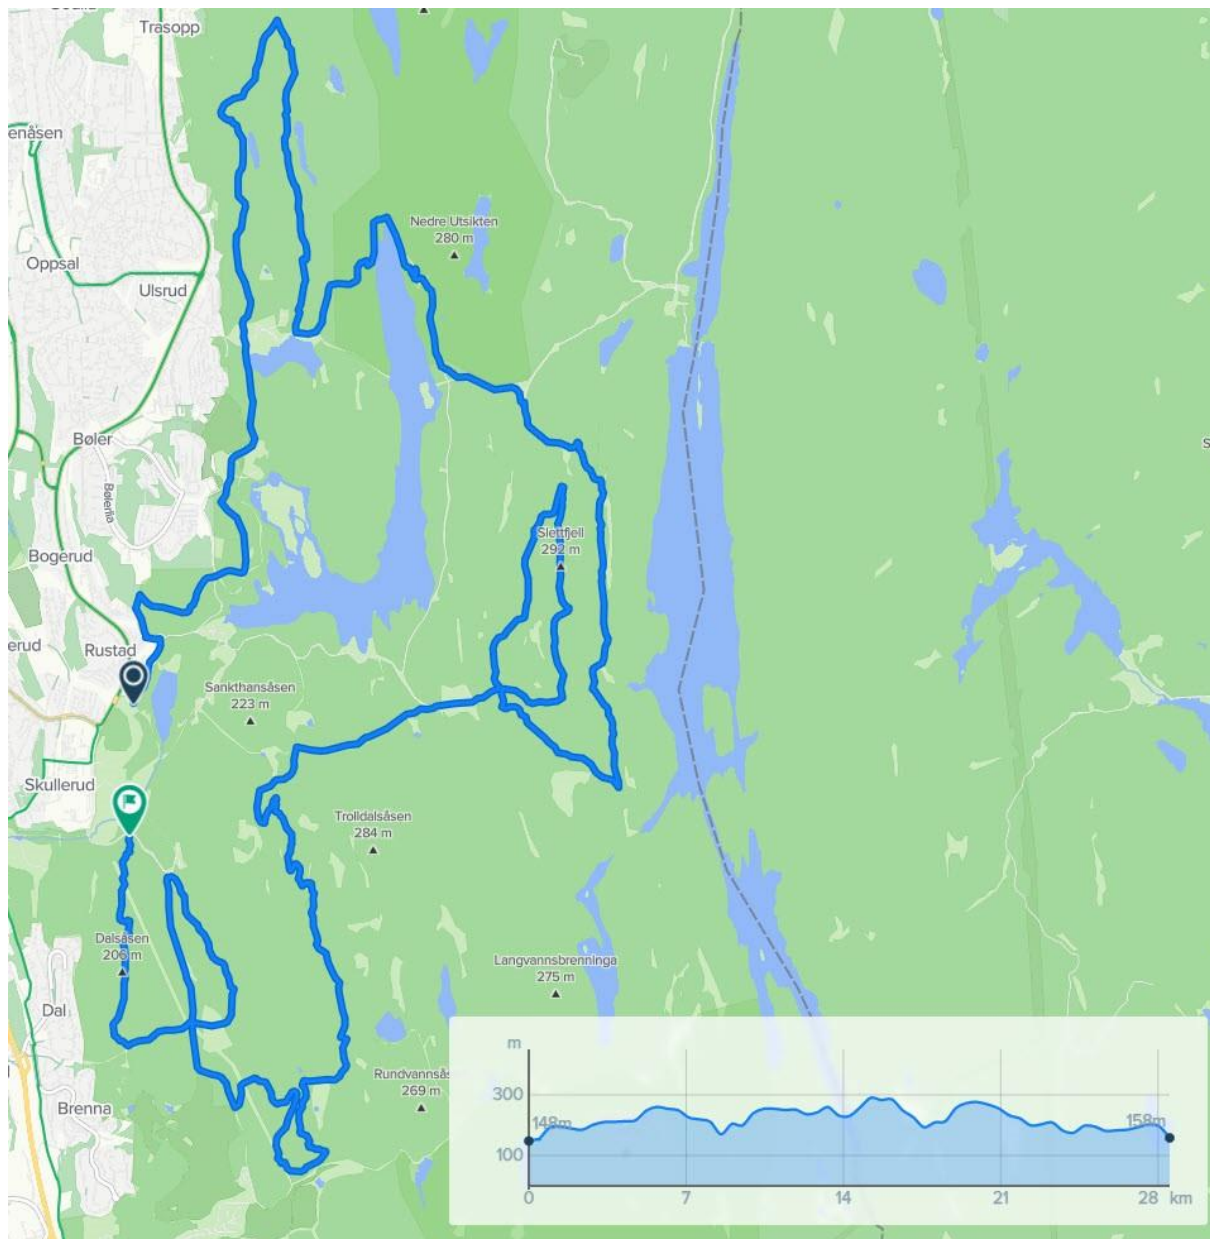 Trasopp
enåsen
Nedre Utsikten
280 m
Oppsal
Ulsrud
Bøler
Bølerlia
Slettfjell
292 m
Bogerud
erud
Rustad
Sankthansåsen
223 m
Skullerud
Trolldalsåsen
284 m
Dalsåsen
206 m
Langvannsbrenninga
275 m
Dal
Rundvannsås
269 m
Brenna
m
300
148m
158m
100
0
7
14
21
28
km